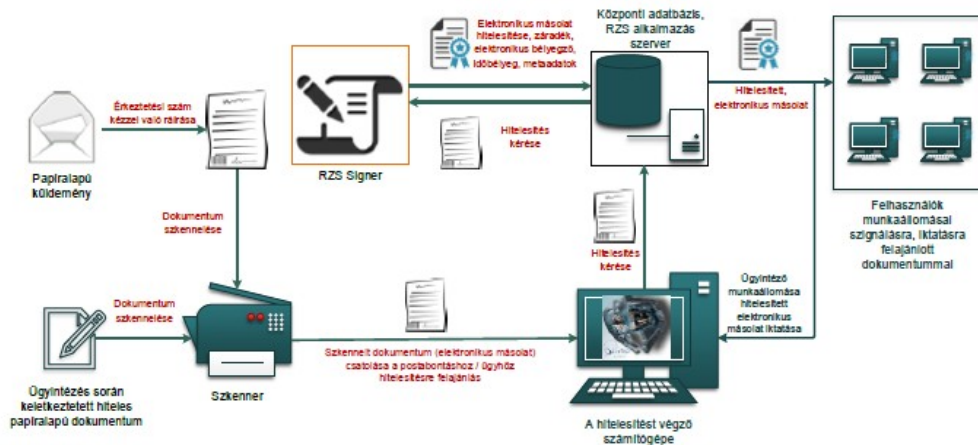 Elektronikus másolat
hitelesítése, záradék,
elektronikus bélyegző,
időbélyeg, metaadatok
Központi adatbázis,
RZS alkalmazás
szerver
Érkeztetési szám
kézzel való ráírása
Hitelesített,
elektronikus másolat
Hitelesítés
kérése
Papíralapú
küldemény
RZS Signer
Felhasználók
munkaállomásai
szignálásra, iktatásra
felajánlott
dokumentummal
Dokumentum
szkennelése
Hitelesítés
kérése
Ügyintéző
munkaállomása
hitelesített
elektronikus
másolat iktatása
Dokumentum
szkennelése
Szkennelt dokumentum (elektronikus másolat)
csatolása a postabontáshoz / ügyhöz
hitelesítésre felajánlás
Ügyintézés során
keletkeztetett hiteles
papíralapú dokumentum
Szkenner
A hitelesítést végző
számítógépe